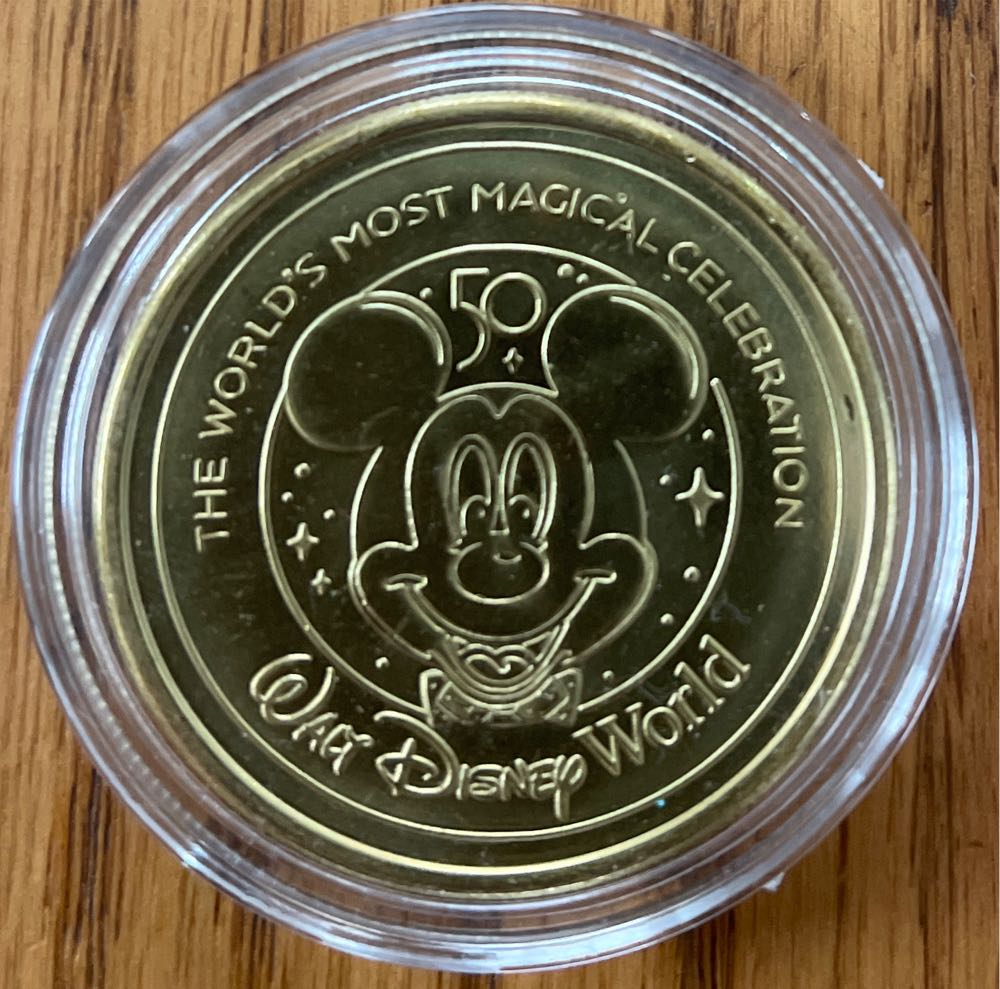 THE WORLD'S MOST MAGICAL CELEBRATION
50
WALT DISNEY World